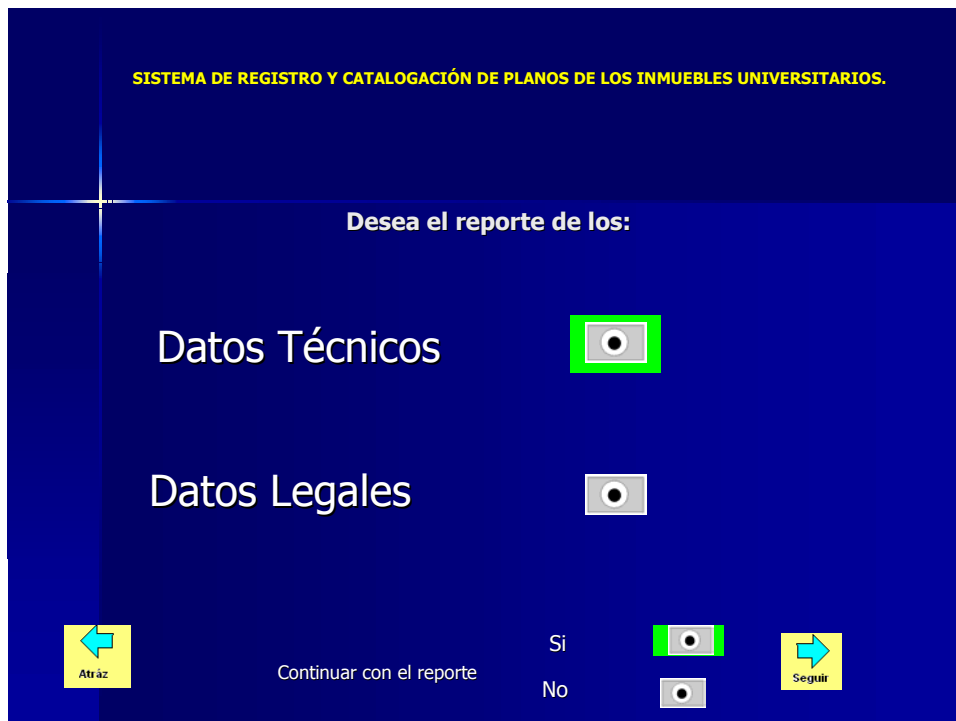 SISTEMA DE REGISTRO Y CATALOGACIÓN DE PLANOS DE LOS INMUEBLES UNIVERSITARIOS.
Desea el reporte de los:
Datos Técnicos
Datos Legales
Atráz
Continuar con el reporte
Si
No
Seguir